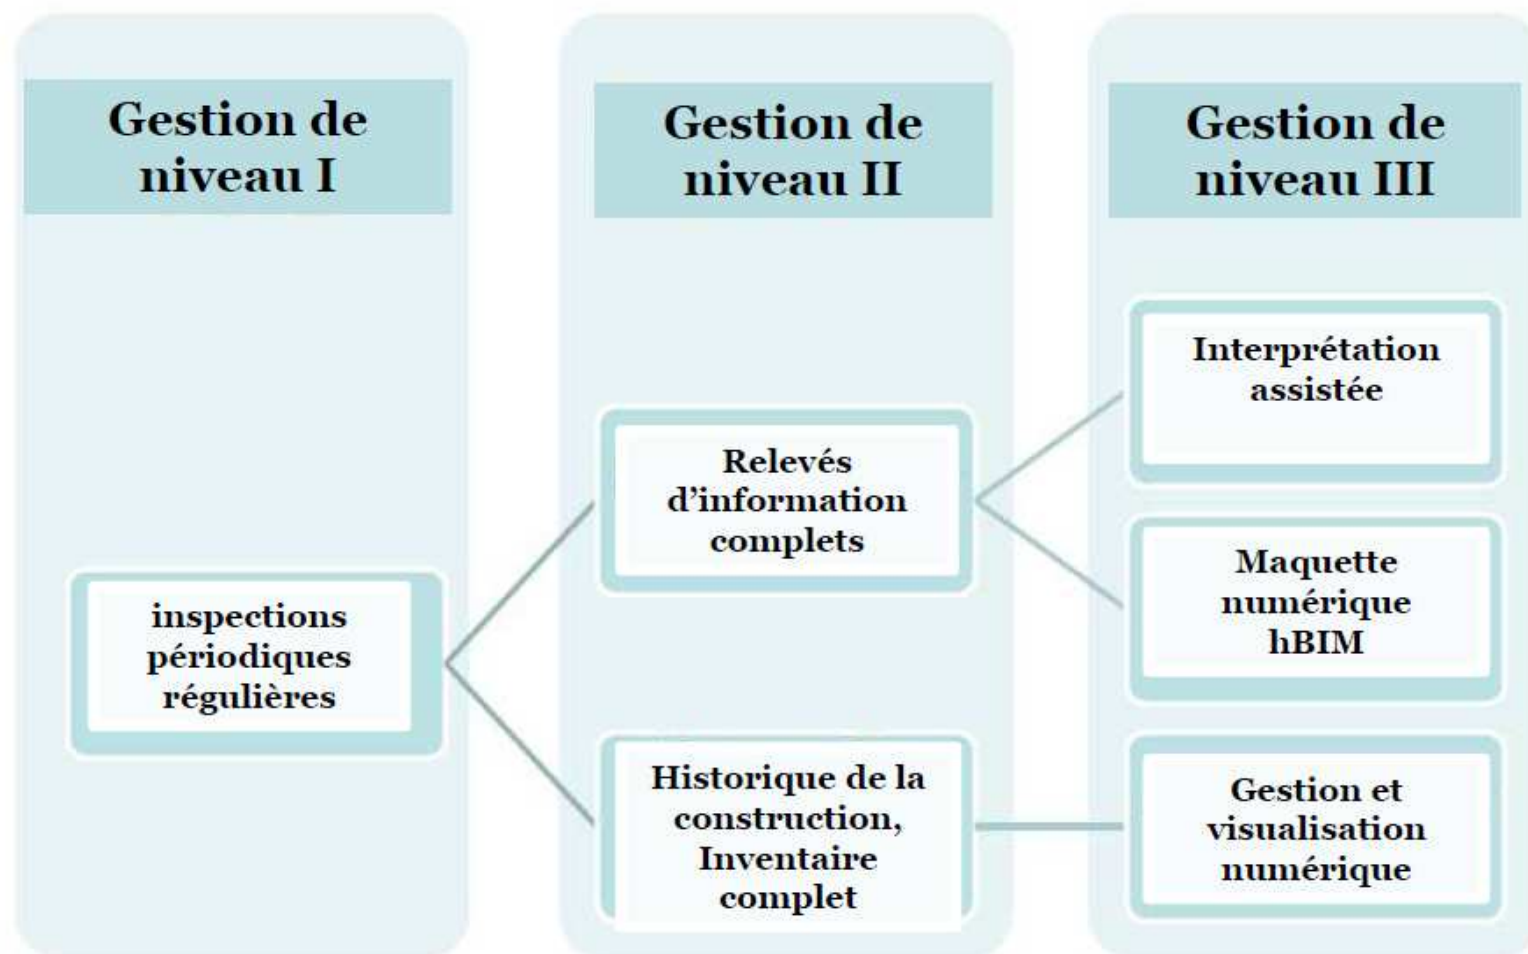 Gestion de
niveau I
inspections
périodiques
régulières
Gestion de
niveau II
Relevés
d'information
complets
Historique de la
construction,
Inventaire
complet
Gestion de
niveau III
Interprétation
assistée
Maquette
numérique
hBIM
Gestion et
visualisation
numérique